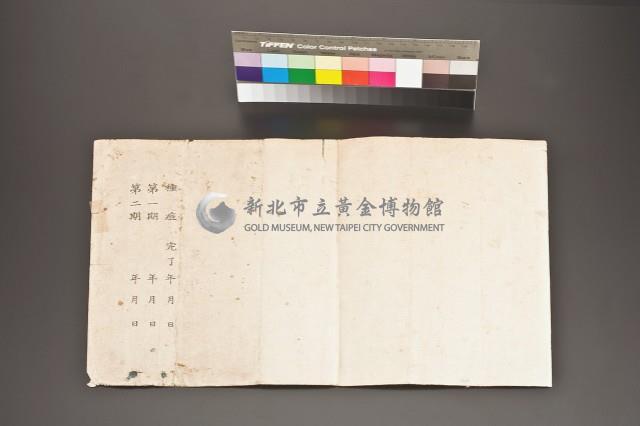 TIFFEN Color Control Patches
種痘 完了 年 月 日
第一期 年 月 日
第二期 年 月 日
新北市立黃金博物館
GOLD MUSEUM, NEW TAIPEI CITY GOVERNMENT